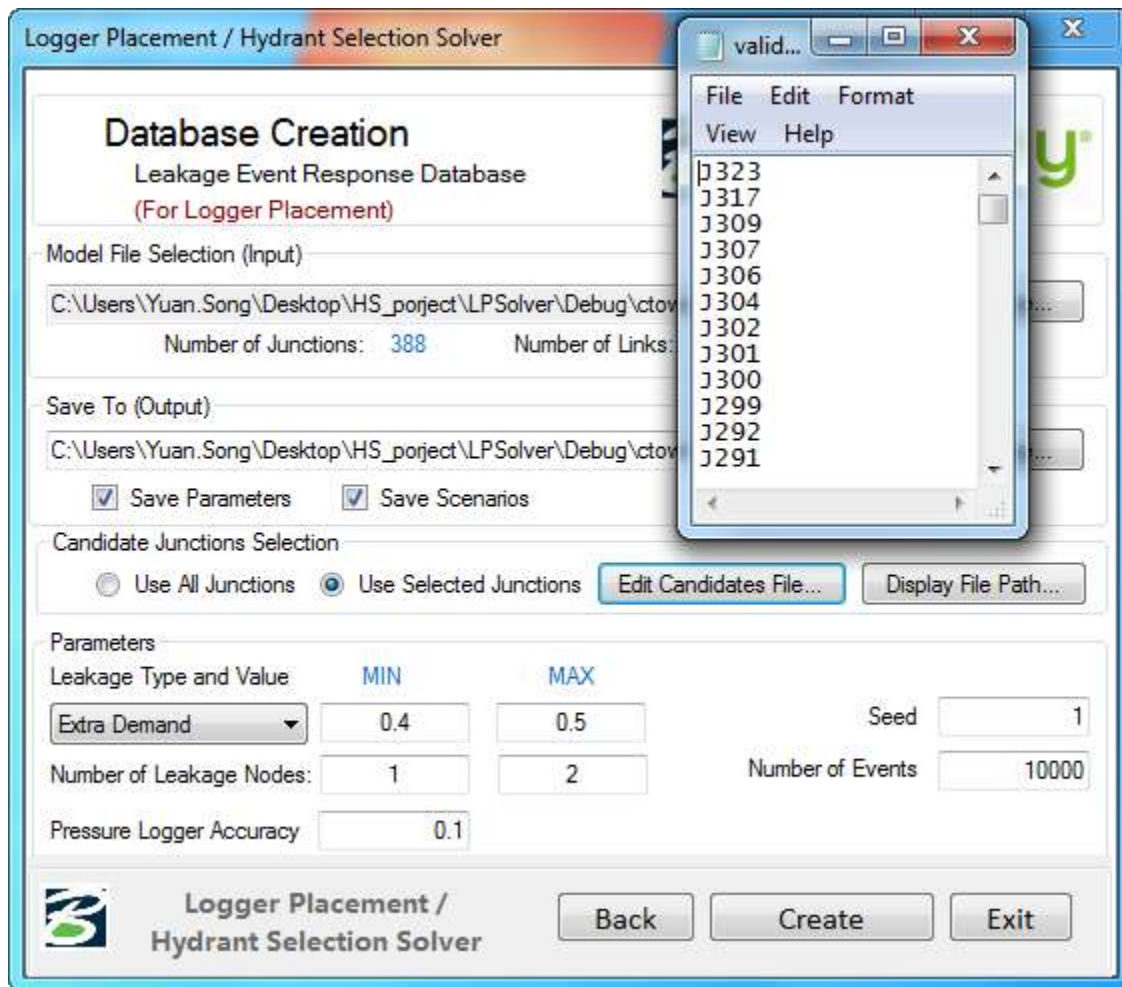 Logger Placement / Hydrant Selection Solver
valid...
File Edit Format
View Help
J323
J317
J309
J307
J306
J304
J302
J301
J300
J299
J292
J291
Database Creation
Leakage Event Response Database
(For Logger Placement)
y
Model File Selection (Input)
C:\Users\Yuan.Song\Desktop\HS_porject\LPSolver\Debug\ctow
...
Number of Junctions: 388 Number of Links:
Save To (Output)
C:\Users\Yuan.Song\Desktop\HS_porject\LPSolver\Debug\ctow
...
Save Parameters Save Scenarios
Candidate Junctions Selection
Use All Junctions Use Selected Junctions Edit Candidates File... Display File Path...
Parameters
Leakage Type and Value MIN MAX
Extra Demand 0.4 0.5 Seed 1
Number of Leakage Nodes: 1 2 Number of Events 10000
Pressure Logger Accuracy 0.1
Logger Placement /
Hydrant Selection Solver
Back Create Exit